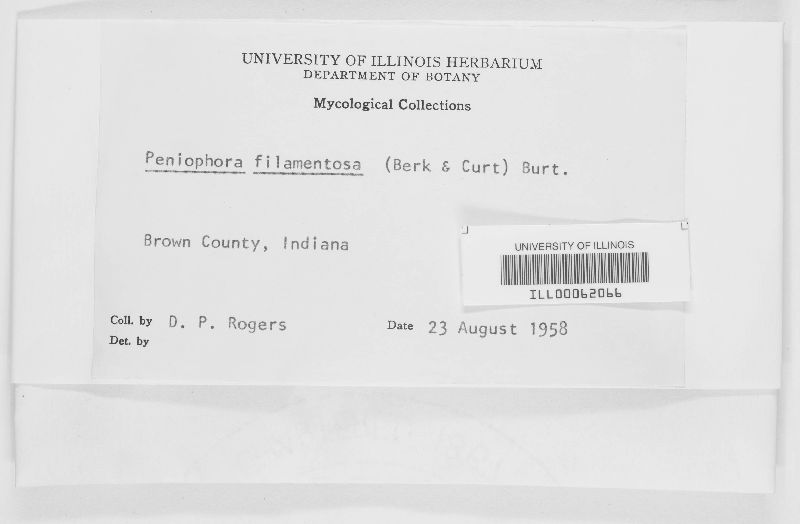 UNIVERSITY OF ILLINOIS HERBARIUM
DEPARTMENT OF BOTANY
Mycological Collections
Peniophora filamentosa (Berk & Curt) Burt.
Brown County, Indiana
UNIVERSITY OF ILLINOIS
ILL00062066
Coll. by D. P. Rogers
Date 23 August 1958
Det. by